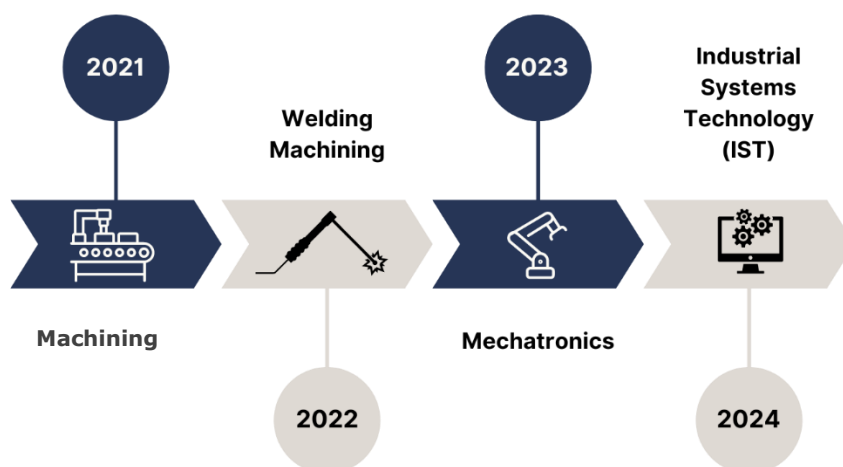 2021
Machining
Welding
Machining
2022
2023
Mechatronics
Industrial
Systems
Technology
(IST)
2024